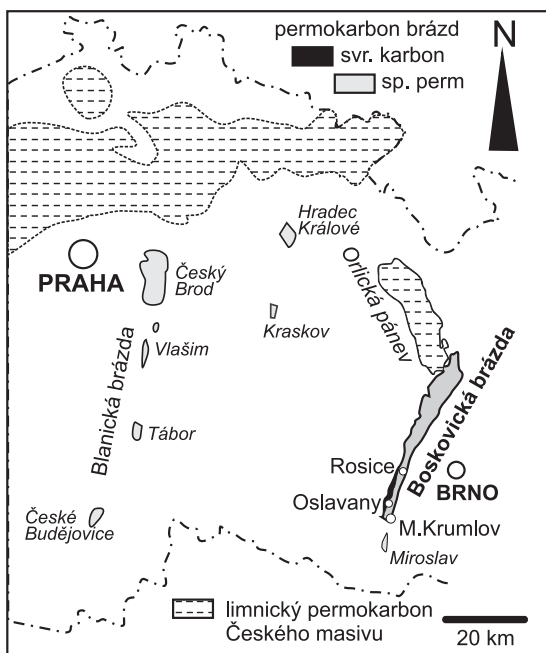 permokarbon brázd
svr. karbon
sp. perm
N
Hradec
Králové
PRAHA
Český
Brod
Orlická pánev
Kraskov
Vlašim
Blanická brázda
Boskovická brázda
Tábor
Rosice
BRNO
Oslavany
České
Budějovice
M.Krumlov
Miroslav
limnický permokarbon
Českého masivu
20 km